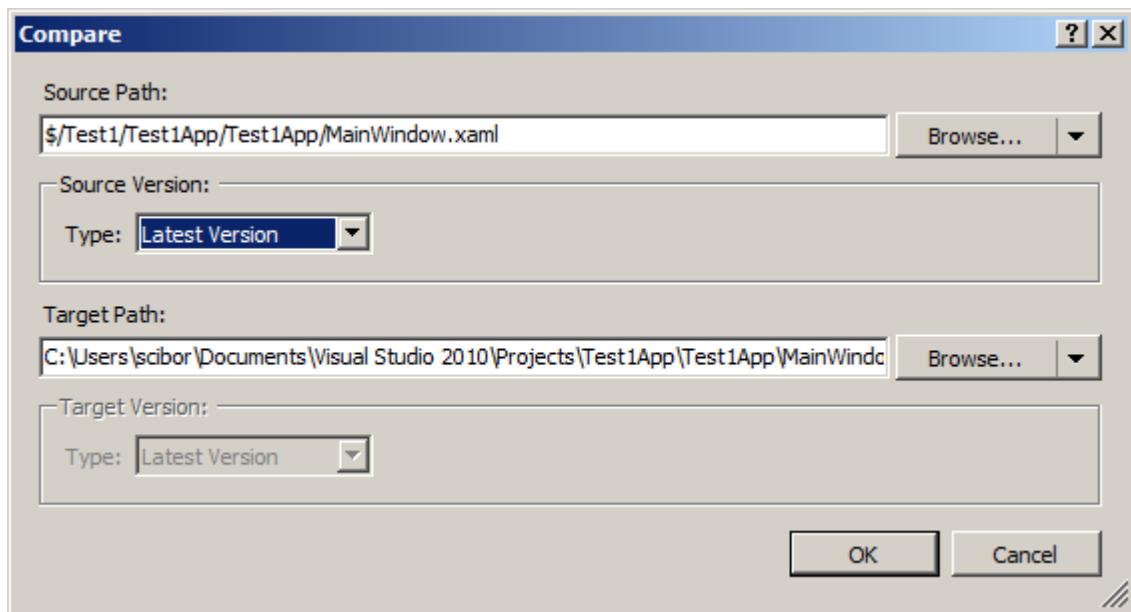 Compare
Source Path:
$/Test1/Test1App/Test1App/MainWindow.xaml
Browse...
Source Version:
Type: Latest Version
Target Path:
C:\Users\scibor\Documents\Visual Studio 2010\Projects\Test1App\Test1App\MainWindo
Browse...
Target Version:
Type: Latest Version
OK Cancel